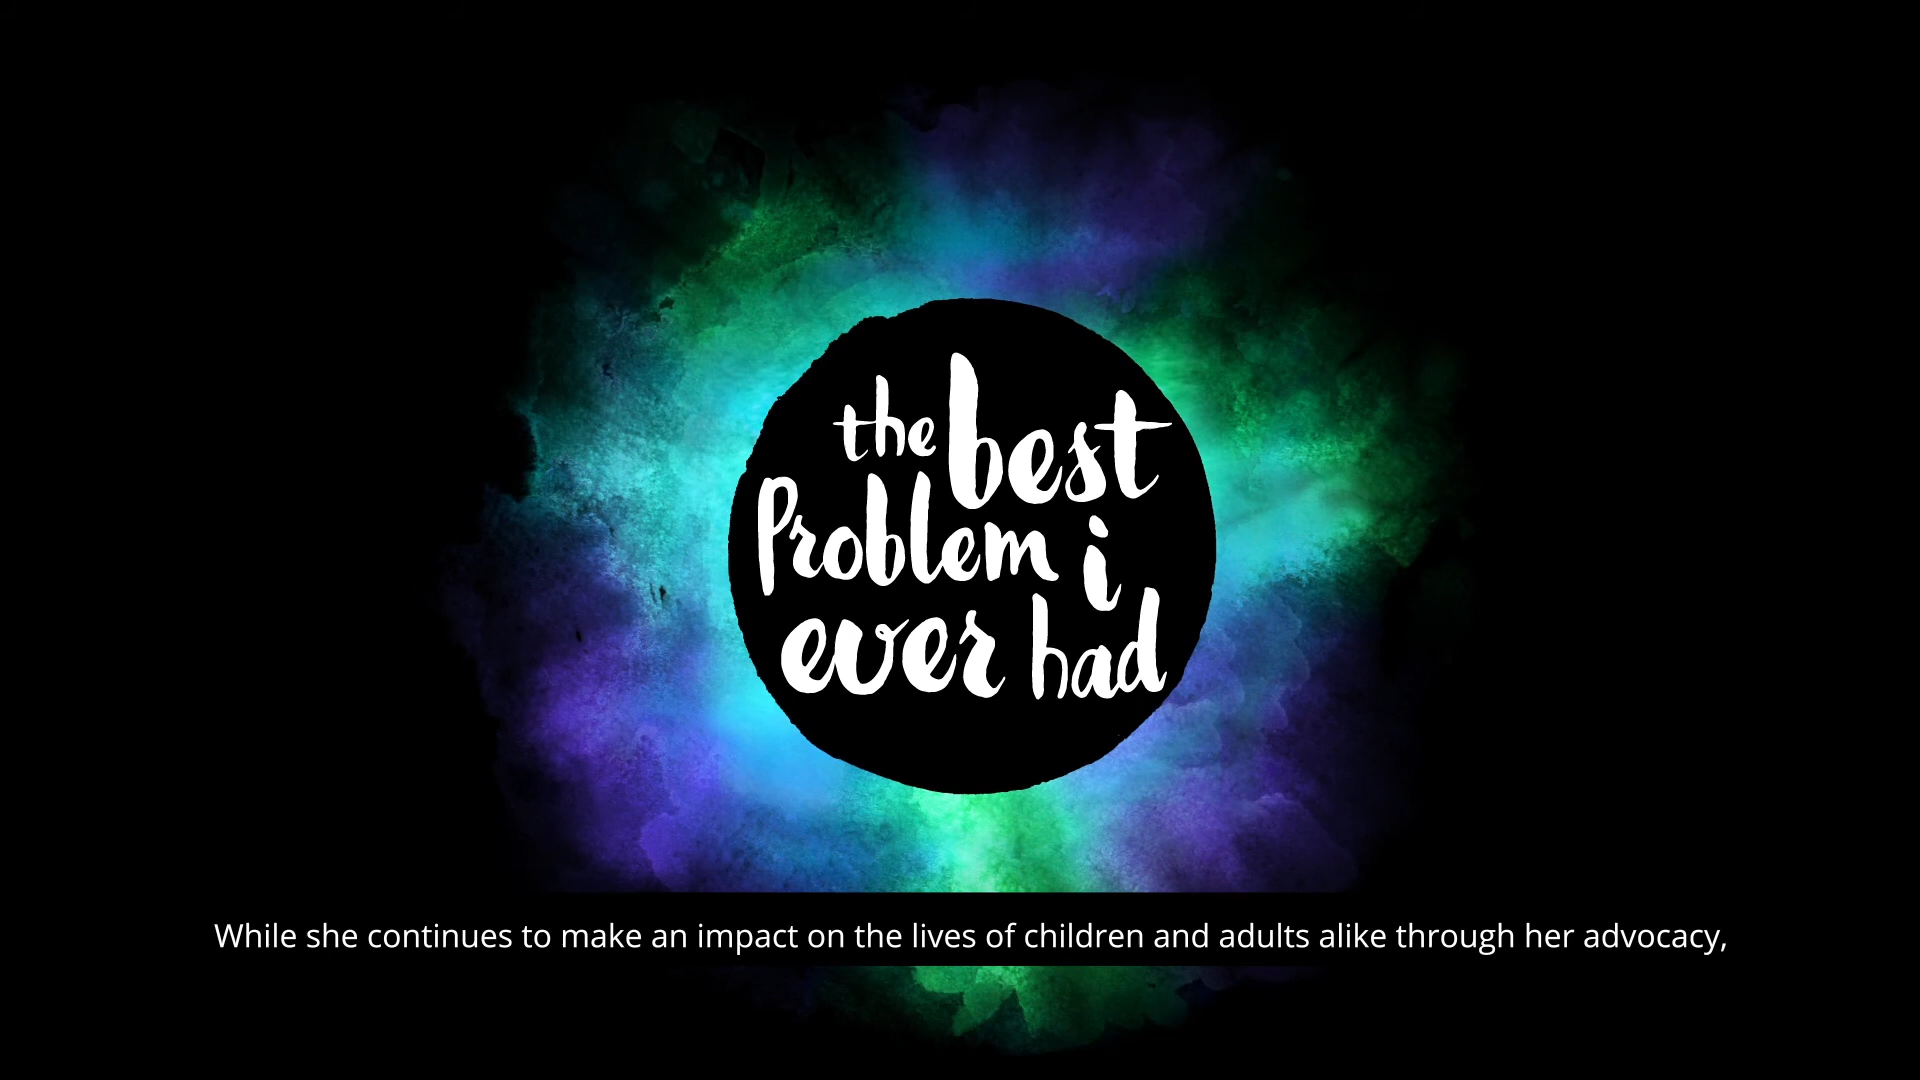 the best
Problem i
ever had
While she continues to make an impact on the lives of children and adults alike through her advocacy,